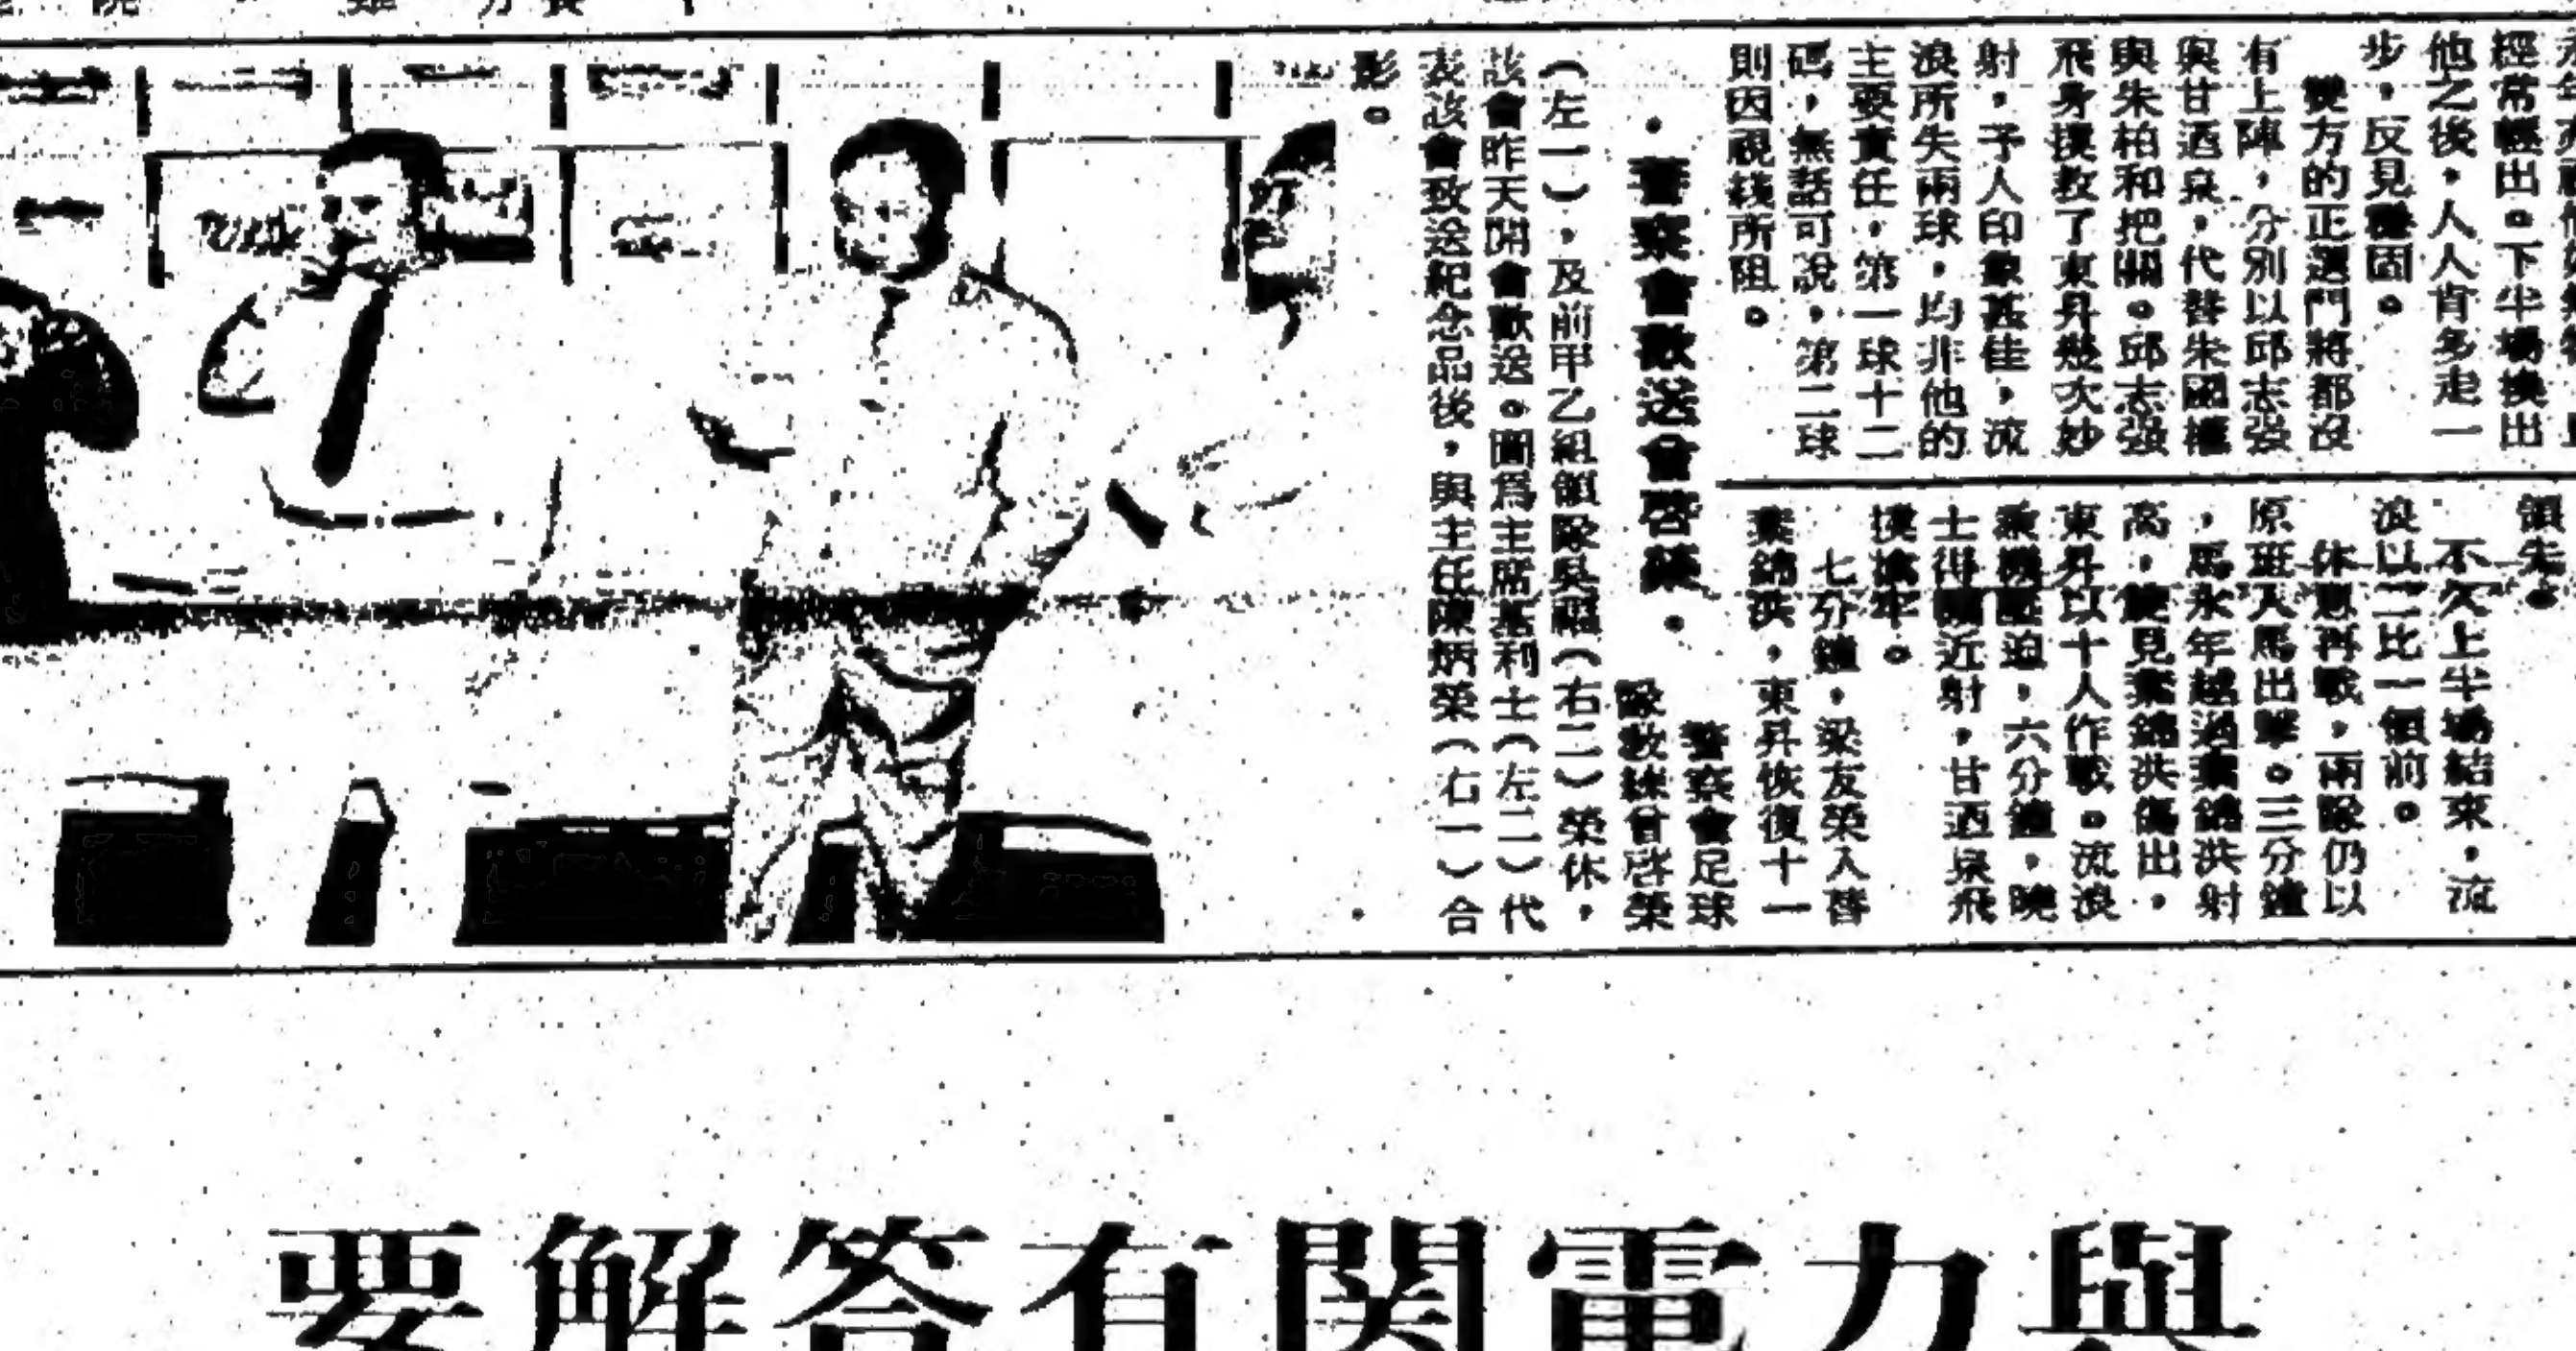 經常輕出。下半場換出
他之後，人人肯多走一
步，反見穩固。
雙方的正選門將都沒
有上陣，分別以邱志强
與甘迺泉，代替朱國權
與朱柏和把關。邱志强
飛身撲救了東昇幾次妙
射，予人印象甚佳，流
浪所失兩球，均非他的
主要責任，第一球十二
碼，無話可說，第二球
則因視綫所阻。
領先。
不久上半場結束，流
浪以二比一領前。
休息再戰，兩隊仍以
原班人馬出擊。三分鐘
，馬永年越過葉錦洪射
高，旋見葉錦洪傷出，
東昇以十人作戰。流浪
乘機壓迫，六分鐘，曉
士得關近射，甘迺泉飛
撲擒牢。
七分鐘，梁友榮入替
葉錦洪，東昇恢復十一
·警察會歡送曾啓榮·
警察會足球
隊教練曾啓榮
（左一），及前甲乙組領隊吳福（右二）榮休，
該會昨天開會歡送。圖爲主席基利士（左二）代
表該會致送紀念品後，與主任陳炳榮（右一）合
影。
要解答有関電力與